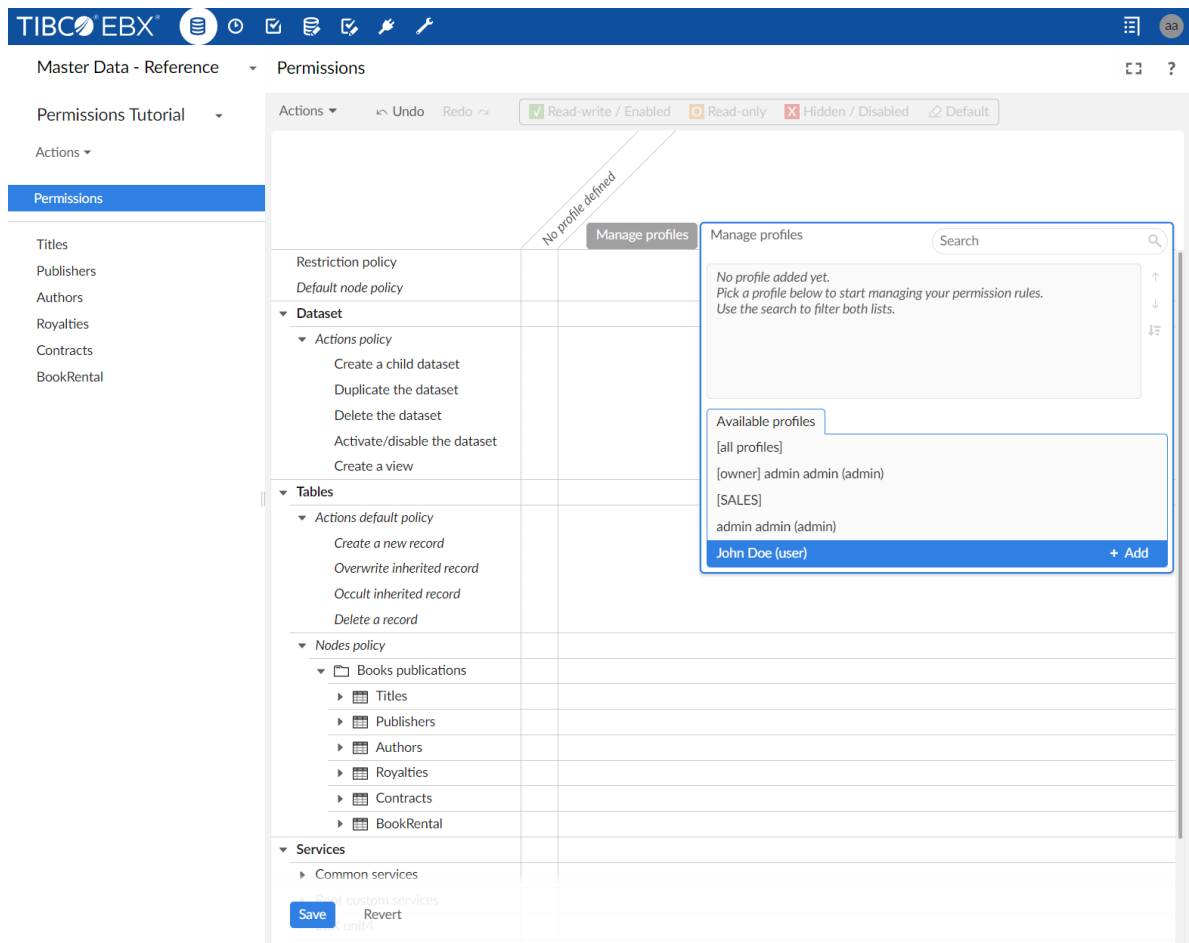 TIBCO® EBX®
aa
Master Data - Reference
Permissions
?
Permissions Tutorial
Actions
Undo
Redo
Read-write / Enabled
Read-only
X Hidden / Disabled
Default
Actions
Permissions
Titles
Publishers
Authors
Royalties
Contracts
BookRental
No profile defined
Manage profiles
Restriction policy
Default node policy
Dataset
Actions policy
Create a child dataset
Duplicate the dataset
Delete the dataset
Activate/disable the dataset
Create a view
Tables
Actions default policy
Create a new record
Overwrite inherited record
Occult inherited record
Delete a record
Nodes policy
Books publications
Titles
Publishers
Authors
Royalties
Contracts
BookRental
Services
Common services
Root custom services
unit4
Save
Revert
Manage profiles
Search
No profile added yet.
Pick a profile below to start managing your permission rules.
Use the search to filter both lists.
Available profiles
[all profiles]
[owner] admin admin (admin)
[SALES]
admin admin (admin)
John Doe (user)
+ Add